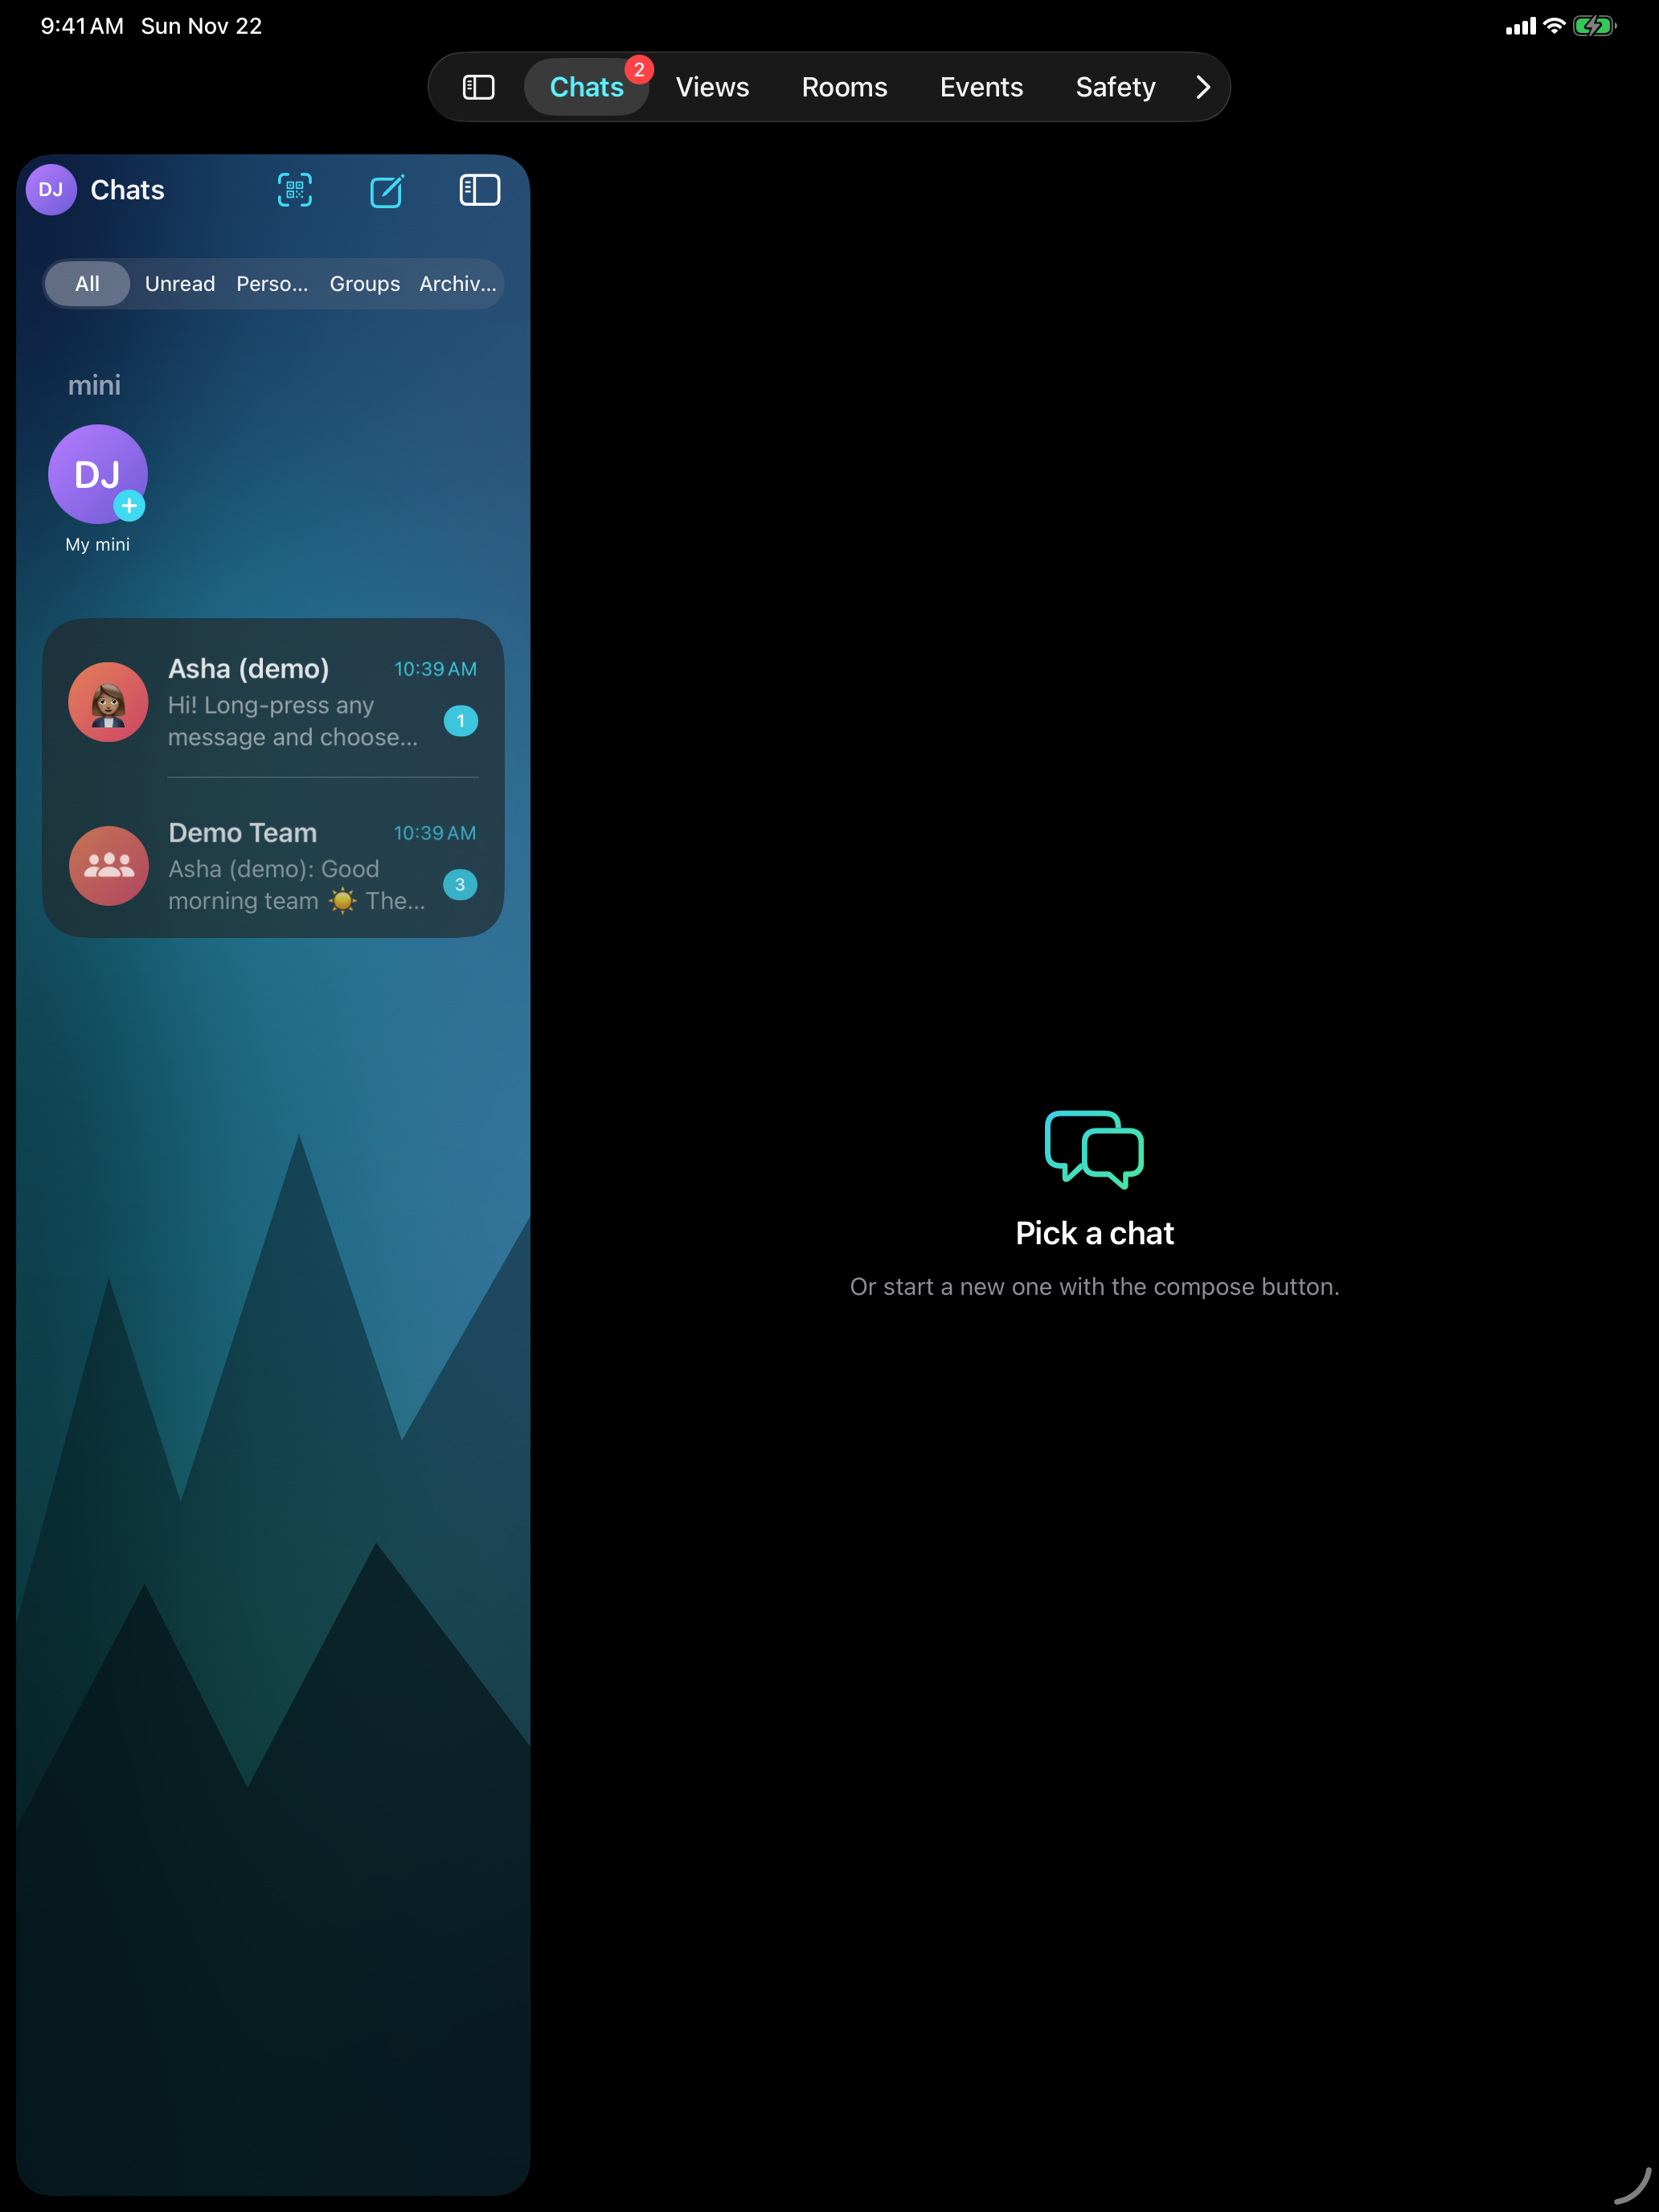 9:41 AM Sun Nov 22
Chats 2 Views Rooms Events Safety
DJ Chats
All Unread Perso... Groups Archiv...
mini
DJ
My mini
Asha (demo) 10:39 AM
Hi! Long-press any
message and choose... 1
Demo Team 10:39 AM
Asha (demo): Good
morning team ☀️ The... 3
Pick a chat
Or start a new one with the compose button.